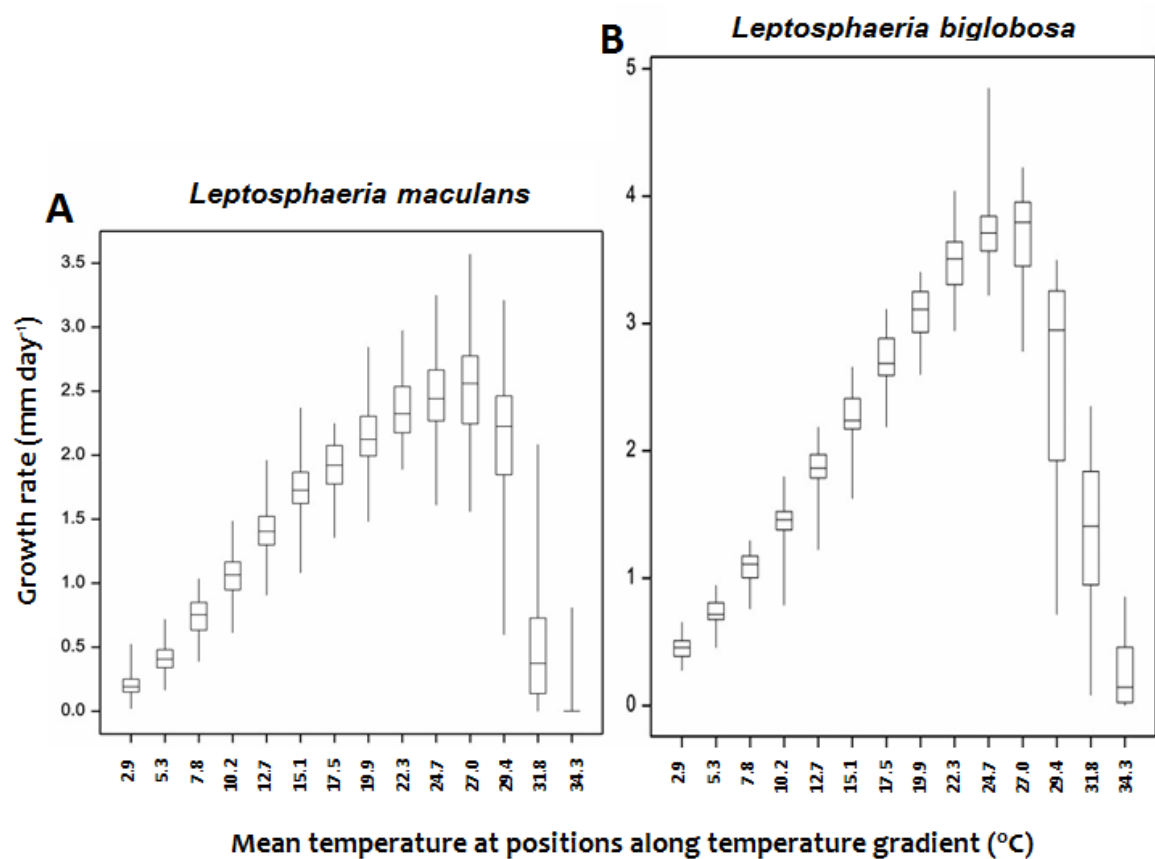 A
Leptosphaeria maculans
Growth rate (mm day⁻¹)
3.5
3.0
2.5
2.0
1.5
1.0
0.5
0.0
2.9 5.3 7.8 10.2 12.7 15.1 17.5 19.9 22.3 24.7 27.0 29.4 31.8 34.3
B
Leptosphaeria biglobosa
5
4
3
2
1
0
2.9 5.3 7.8 10.2 12.7 15.1 17.5 19.9 22.3 24.7 27.0 29.4 31.8 34.3
Mean temperature at positions along temperature gradient (°C)